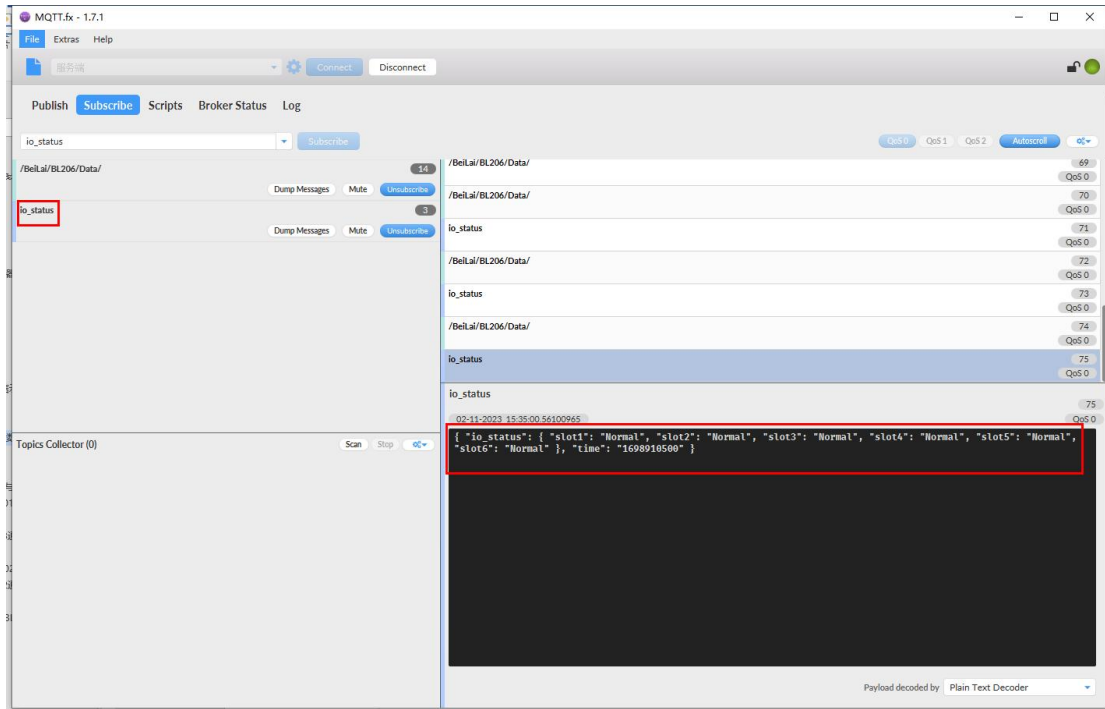 MQTT.fx - 1.7.1
File Extras Help
服务端 Connect Disconnect
Publish Subscribe Scripts Broker Status Log
io_status Subscribe QoS 0 QoS 1 QoS 2 Autoscroll
/BeiLai/BL206/Data/ 14
Dump Messages Mute Unsubscribe
io_status 3
Dump Messages Mute Unsubscribe
/BeiLai/BL206/Data/ 69
QoS 0
/BeiLai/BL206/Data/ 70
QoS 0
io_status 71
QoS 0
/BeiLai/BL206/Data/ 72
QoS 0
io_status 73
QoS 0
/BeiLai/BL206/Data/ 74
QoS 0
io_status 75
QoS 0
Topics Collector (0) Scan Stop
io_status 75
02-11-2023 15:35:00.56100965 QoS 0
{ "io_status": { "slot1": "Normal", "slot2": "Normal", "slot3": "Normal", "slot4": "Normal", "slot5": "Normal",
"slot6": "Normal" }, "time": "1698910500" }
Payload decoded by Plain Text Decoder